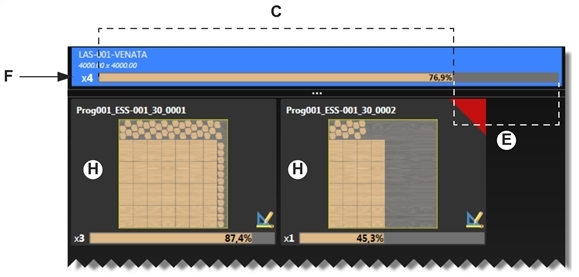 C
LAS-001-VENATA
4000.00 x 4000.00
F
x4
76,9%
...
Prog001_ESS-001_30_0001
Prog001_ESS-001_30_0002
E
H
H
x3
87,4%
x1
45,3%